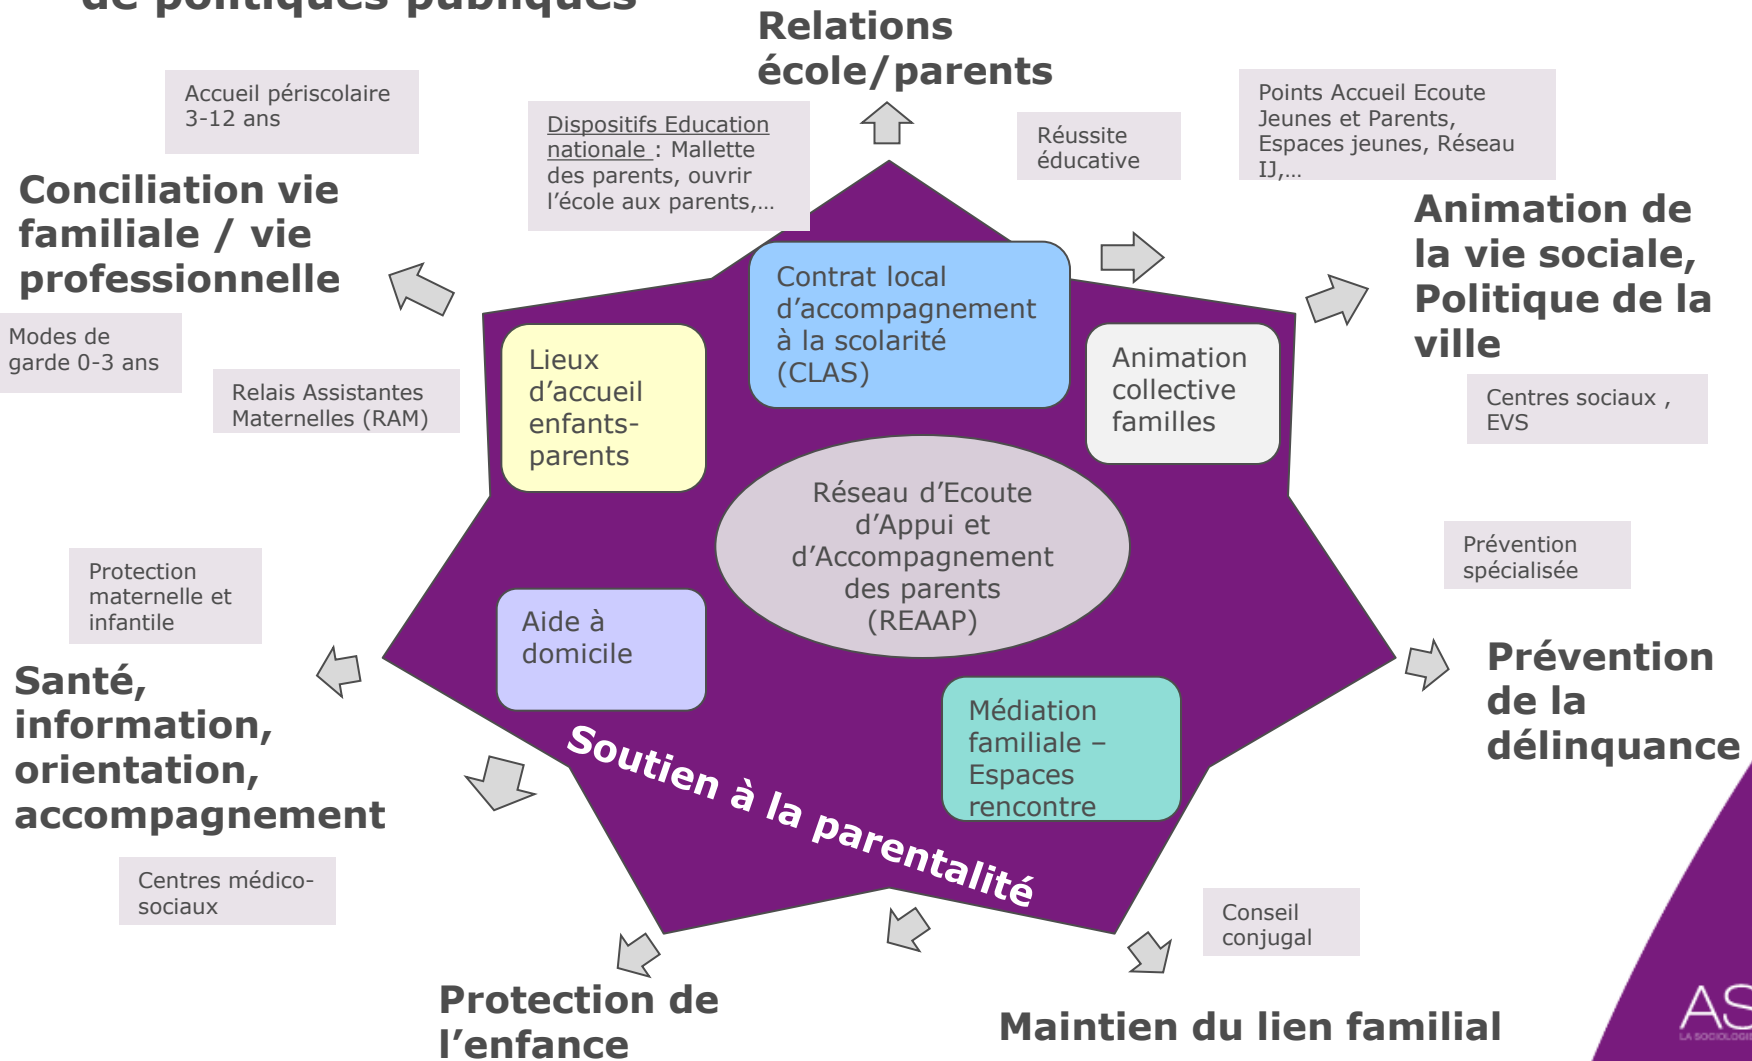 de politiques publiques
Relations
école/parents
Accueil périscolaire
3-12 ans
Dispositifs Education
nationale : Mallette
des parents, ouvrir
l’école aux parents,…
Réussite
éducative
Points Accueil Ecoute
Jeunes et Parents,
Espaces jeunes, Réseau
IJ,…
Conciliation vie
familiale / vie
professionnelle
Animation de
la vie sociale,
Politique de la
ville
Modes de
garde 0-3 ans
Relais Assistantes
Maternelles (RAM)
Lieux
d’accueil
enfants-
parents
Contrat local
d’accompagnement
à la scolarité
(CLAS)
Animation
collective
familles
Centres sociaux ,
EVS
Réseau d’Ecoute
d’Appui et
d’Accompagnement
des parents
(REAAP)
Prévention
spécialisée
Protection
maternelle et
infantile
Aide à
domicile
Santé,
information,
orientation,
accompagnement
Médiation
familiale –
Espaces
rencontre
Prévention
de la
délinquance
Soutien à la parentalité
Centres médico-
sociaux
Conseil
conjugal
Protection de
l’enfance
Maintien du lien familial
AS
LA SOCIOLOGI